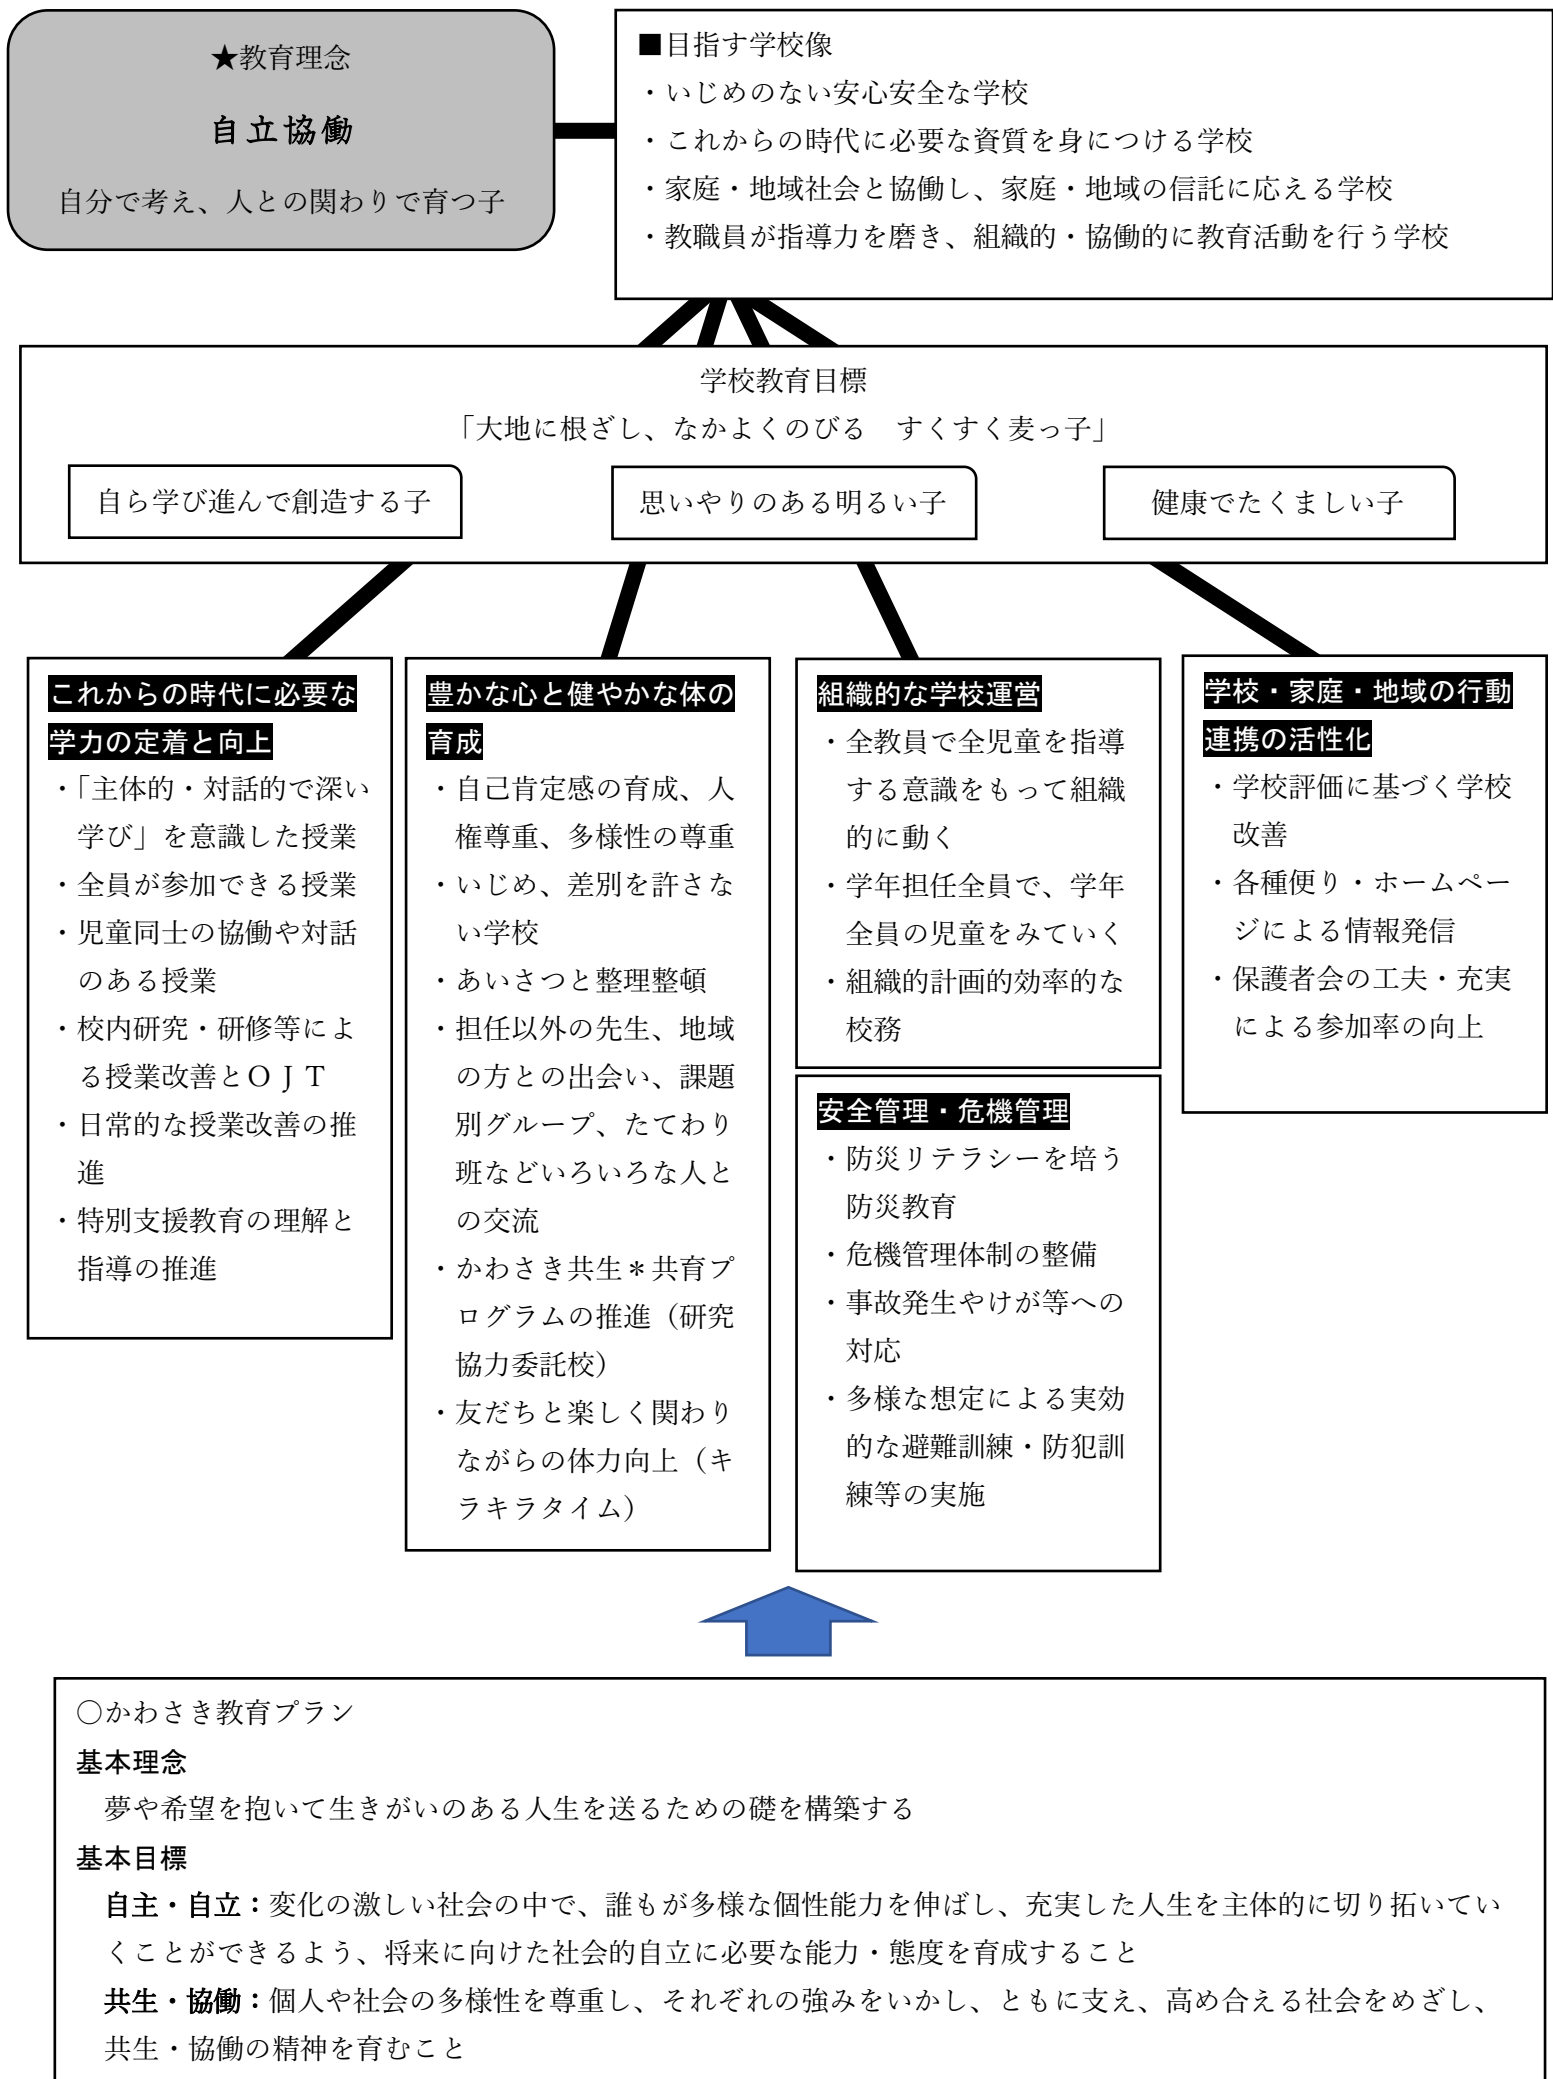 ★教育理念
自立協働
自分で考え、人との関わりで育つ子
■目指す学校像
・いじめのない安心安全な学校
・これからの時代に必要な資質を身につける学校
・家庭・地域社会と協働し、家庭・地域の信託に応える学校
・教職員が指導力を磨き、組織的・協働的に教育活動を行う学校
学校教育目標
「大地に根ざし、なかよくのびる　すくすく麦っ子」
自ら学び進んで創造する子
思いやりのある明るい子
健康でたくましい子
これからの時代に必要な
学力の定着と向上
・「主体的・対話的で深い
学び」を意識した授業
・全員が参加できる授業
・児童同士の協働や対話
のある授業
・校内研究・研修等によ
る授業改善とＯＪＴ
・日常的な授業改善の推
進
・特別支援教育の理解と
指導の推進
豊かな心と健やかな体の
育成
・自己肯定感の育成、人
権尊重、多様性の尊重
・いじめ、差別を許さな
い学校
・あいさつと整理整頓
・担任以外の先生、地域
の方との出会い、課題
別グループ、たてわり
班などいろいろな人と
の交流
・かわさき共生＊共育プ
ログラムの推進（研究
協力委託校）
・友だちと楽しく関わり
ながらの体力向上（キ
ラキラタイム）
組織的な学校運営
・全教員で全児童を指導
する意識をもって組織
的に動く
・学年担任全員で、学年
全員の児童をみていく
・組織的計画的効率的な
校務
安全管理・危機管理
・防災リテラシーを培う
防災教育
・危機管理体制の整備
・事故発生やけが等への
対応
・多様な想定による実効
的な避難訓練・防犯訓
練等の実施
学校・家庭・地域の行動
連携の活性化
・学校評価に基づく学校
改善
・各種便り・ホームペー
ジによる情報発信
・保護者会の工夫・充実
による参加率の向上
○かわさき教育プラン
基本理念
夢や希望を抱いて生きがいのある人生を送るための礎を構築する
基本目標
自主・自立：変化の激しい社会の中で、誰もが多様な個性能力を伸ばし、充実した人生を主体的に切り拓いてい
くことができるよう、将来に向けた社会的自立に必要な能力・態度を育成すること
共生・協働：個人や社会の多様性を尊重し、それぞれの強みをいかし、ともに支え、高め合える社会をめざし、
共生・協働の精神を育むこと